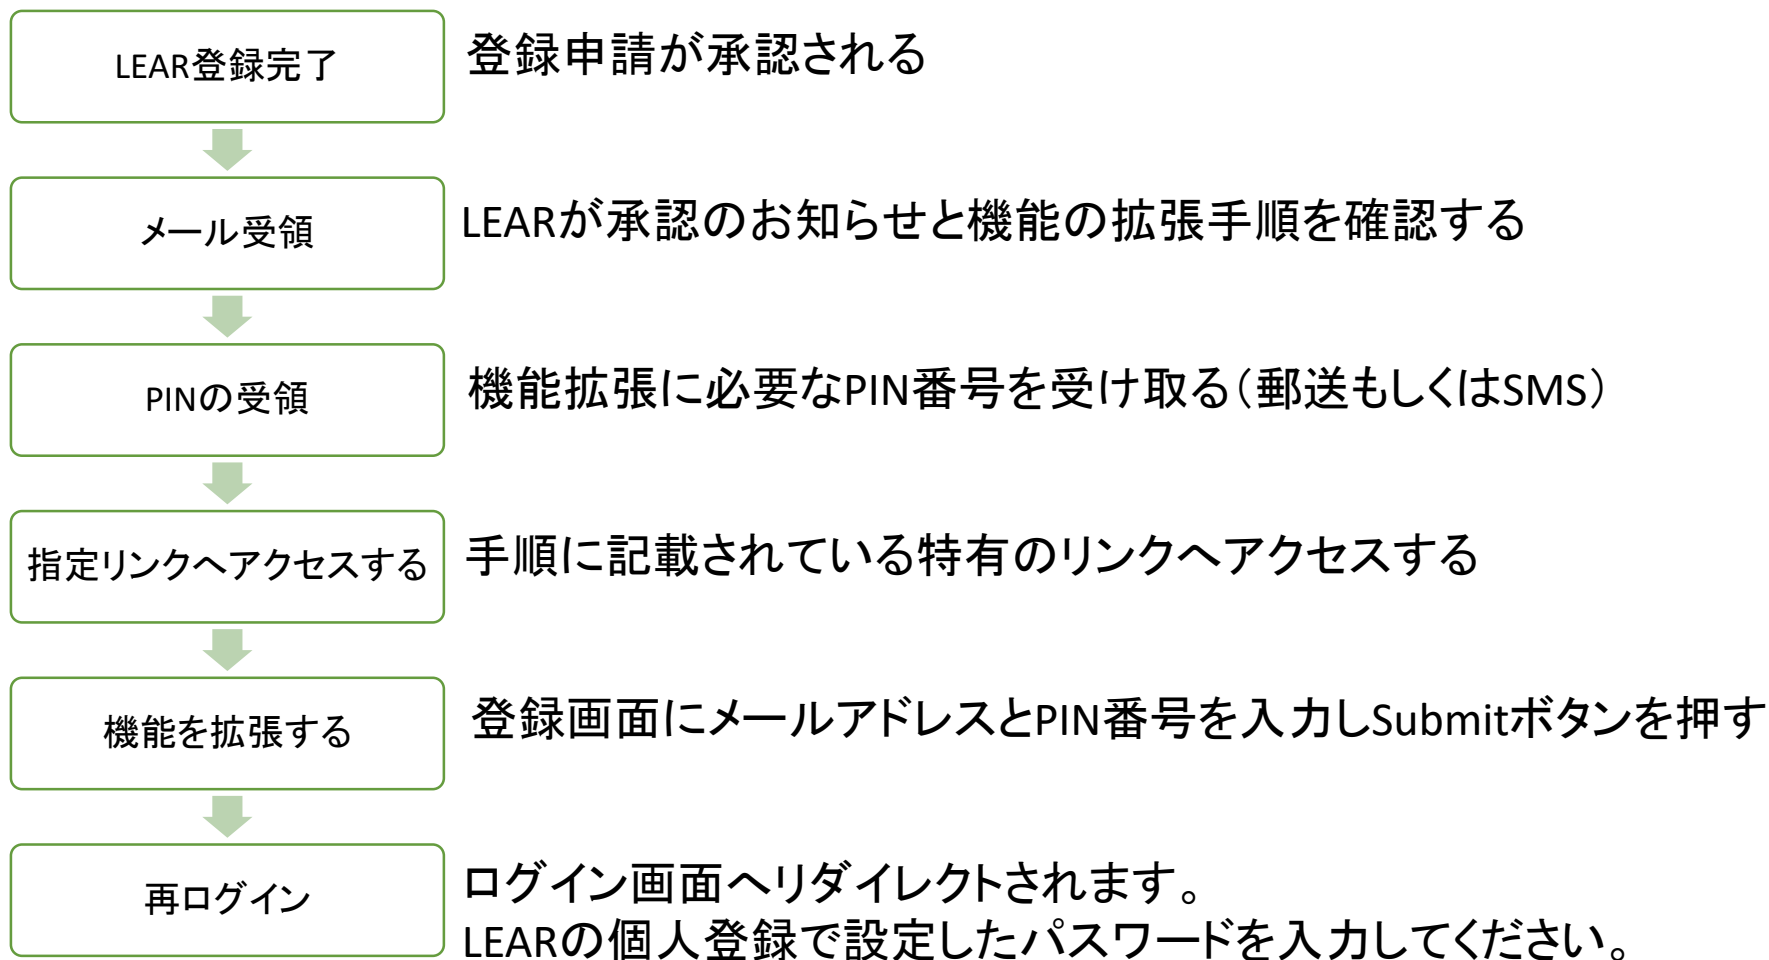 LEAR登録完了
登録申請が承認される
メール受領
LEARが承認のお知らせと機能の拡張手順を確認する
PINの受領
機能拡張に必要なPIN番号を受け取る（郵送もしくはSMS）
指定リンクへアクセスする
手順に記載されている特有のリンクへアクセスする
機能を拡張する
登録画面にメールアドレスとPIN番号を入力しSubmitボタンを押す
再ログイン
ログイン画面へリダイレクトされます。
LEARの個人登録で設定したパスワードを入力してください。